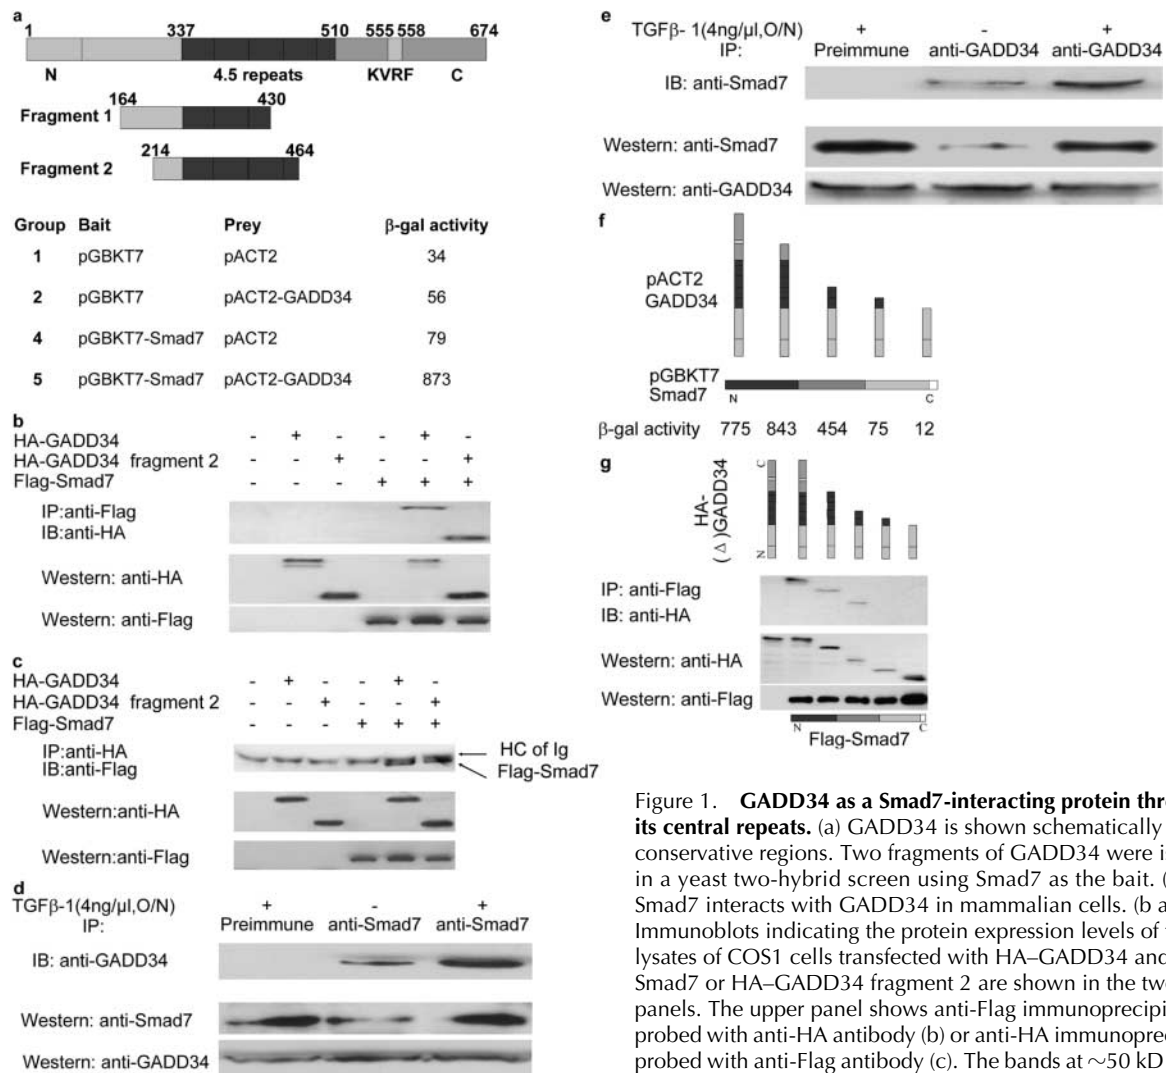 a
1 337 510 555 558 674
N 4.5 repeats KVRF C
164 430
Fragment 1
214 464
Fragment 2
Group Bait Prey β-gal activity
1 pGBKT7 pACT2 34
2 pGBKT7 pACT2-GADD34 56
4 pGBKT7-Smad7 pACT2 79
5 pGBKT7-Smad7 pACT2-GADD34 873
b
HA-GADD34 - + - - + -
HA-GADD34 fragment 2 - - + - - +
Flag-Smad7 - - - + + +
IP:anti-Flag
IB:anti-HA
Western: anti-HA
Western: anti-Flag
c
HA-GADD34 - + - - + -
HA-GADD34 fragment 2 - - + - - +
Flag-Smad7 - - - + + +
IP:anti-HA
IB:anti-Flag
HC of Ig
Flag-Smad7
Western:anti-HA
Western:anti-Flag
d
TGFβ-1(4ng/μl,O/N) + - +
IP: Preimmune anti-Smad7 anti-Smad7
IB: anti-GADD34
Western: anti-Smad7
Western: anti-GADD34
e
TGFβ- 1(4ng/μl,O/N) + - +
IP: Preimmune anti-GADD34 anti-GADD34
IB: anti-Smad7
Western: anti-Smad7
Western: anti-GADD34
f
pACT2
GADD34
pGBKT7
Smad7
N C
β-gal activity 775 843 454 75 12
g
HA-
(Δ)GADD34
C
N
IP: anti-Flag
IB: anti-HA
Western: anti-HA
Western: anti-Flag
N C
Flag-Smad7
Figure 1. GADD34 as a Smad7-interacting protein thr
its central repeats. (a) GADD34 is shown schematically
conservative regions. Two fragments of GADD34 were is
in a yeast two-hybrid screen using Smad7 as the bait. (
Smad7 interacts with GADD34 in mammalian cells. (b a
Immunoblots indicating the protein expression levels of
lysates of COS1 cells transfected with HA–GADD34 and
Smad7 or HA–GADD34 fragment 2 are shown in the two
panels. The upper panel shows anti-Flag immunoprecipi
probed with anti-HA antibody (b) or anti-HA immunoprec
probed with anti-Flag antibody (c). The bands at ~50 kD